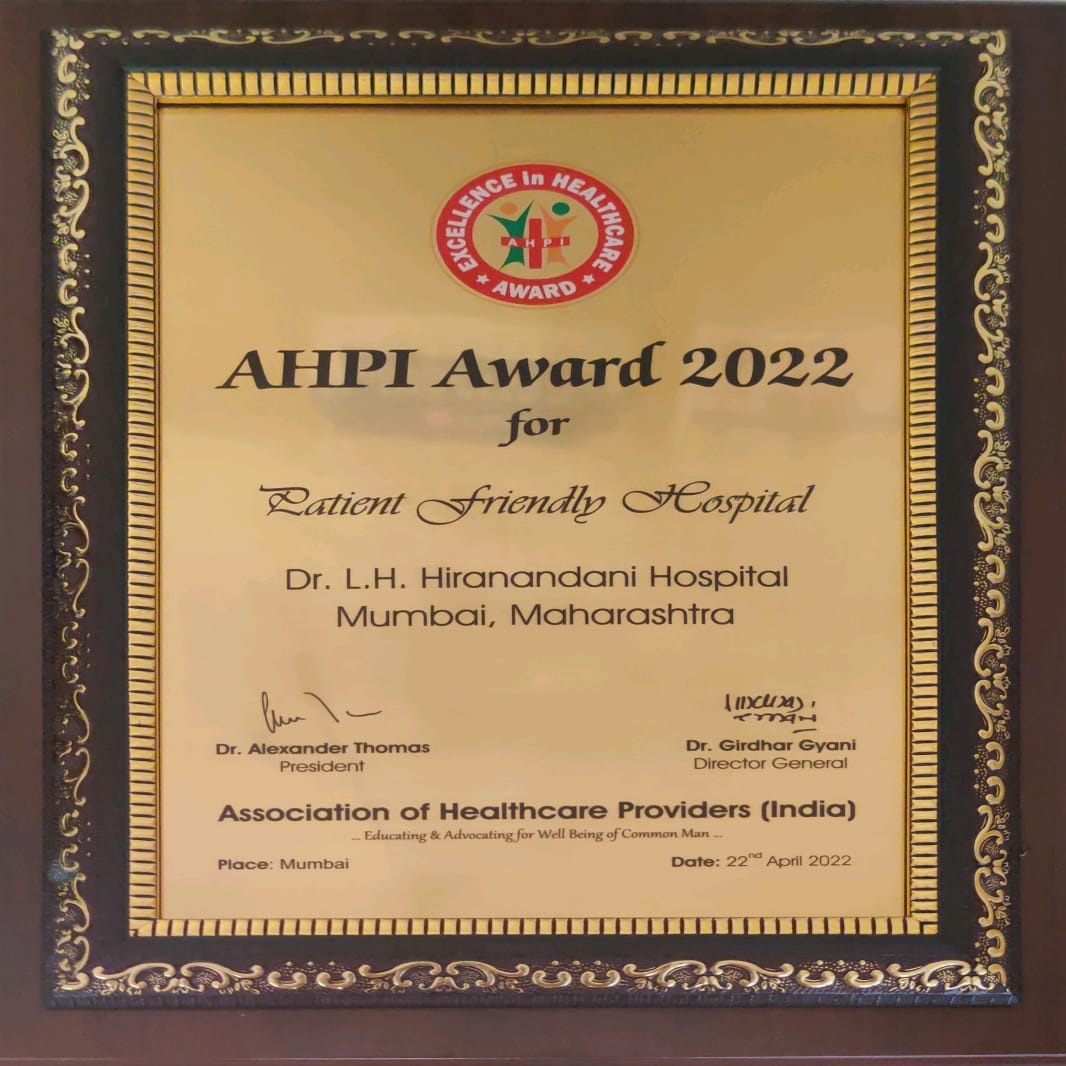 EXCELLENCE in HEALTHCARE
AHPI
★ AWARD ★
AHPI Award 2022
for
Patient Friendly Hospital
Dr. L.H. Hiranandani Hospital
Mumbai, Maharashtra
Dr. Alexander Thomas
President
Dr. Girdhar Gyani
Director General
Association of Healthcare Providers (India)
... Educating & Advocating for Well Being of Common Man ...
Place: Mumbai
Date: 22nd April 2022